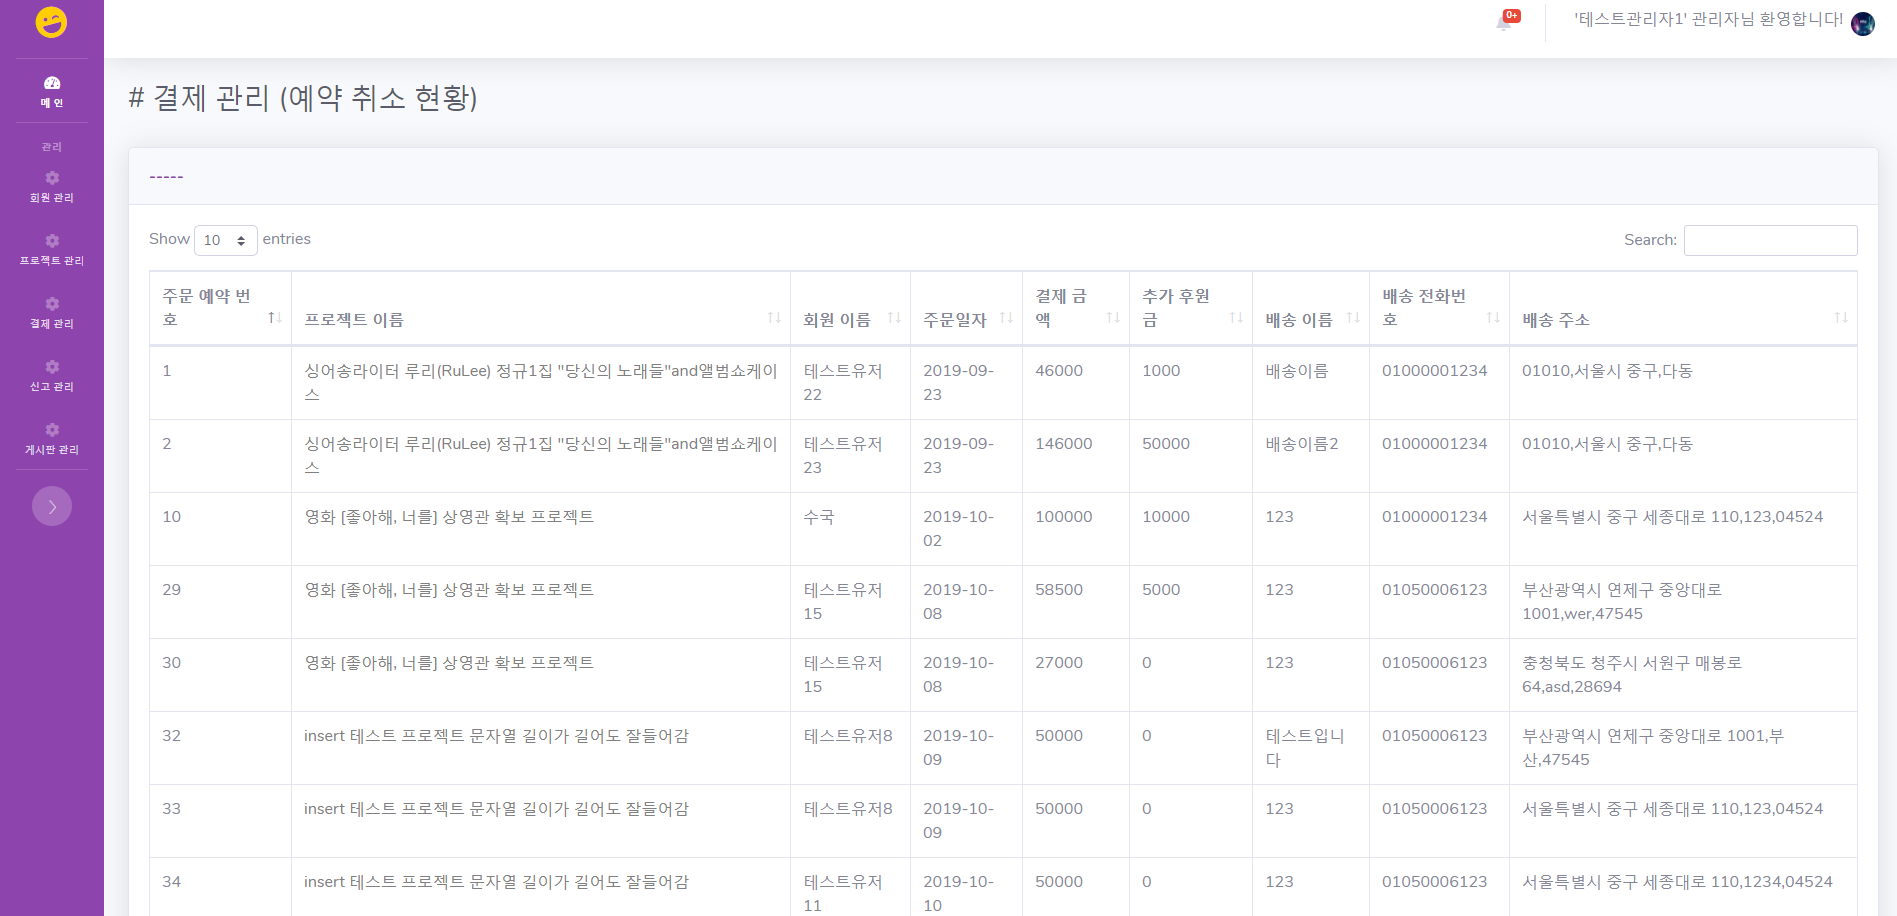 0+
'테스트관리자1' 관리자님 환영합니다!
메인
관리
회원 관리
프로젝트 관리
결제 관리
신고 관리
게시판 관리
# 결제 관리 (예약 취소 현황)
-----
Show 10 entries
Search:
주문 예약 번호 프로젝트 이름 회원 이름 주문일자 결제 금액 추가 후원금 배송 이름 배송 전화번호 배송 주소
1 싱어송라이터 루리(RuLee) 정규1집 "당신의 노래들"and앨범쇼케이스 테스트유저22 2019-09-23 46000 1000 배송이름 01000001234 01010,서울시 중구,다동
2 싱어송라이터 루리(RuLee) 정규1집 "당신의 노래들"and앨범쇼케이스 테스트유저23 2019-09-23 146000 50000 배송이름2 01000001234 01010,서울시 중구,다동
10 영화 [좋아해, 너를] 상영관 확보 프로젝트 수국 2019-10-02 100000 10000 123 01000001234 서울특별시 중구 세종대로 110,123,04524
29 영화 [좋아해, 너를] 상영관 확보 프로젝트 테스트유저15 2019-10-08 58500 5000 123 01050006123 부산광역시 연제구 중앙대로 1001,wer,47545
30 영화 [좋아해, 너를] 상영관 확보 프로젝트 테스트유저15 2019-10-08 27000 0 123 01050006123 충청북도 청주시 서원구 매봉로 64,asd,28694
32 insert 테스트 프로젝트 문자열 길이가 길어도 잘들어감 테스트유저8 2019-10-09 50000 0 테스트입니다 01050006123 부산광역시 연제구 중앙대로 1001,부산,47545
33 insert 테스트 프로젝트 문자열 길이가 길어도 잘들어감 테스트유저8 2019-10-09 50000 0 123 01050006123 서울특별시 중구 세종대로 110,123,04524
34 insert 테스트 프로젝트 문자열 길이가 길어도 잘들어감 테스트유저11 2019-10-10 50000 0 123 01050006123 서울특별시 중구 세종대로 110,1234,04524